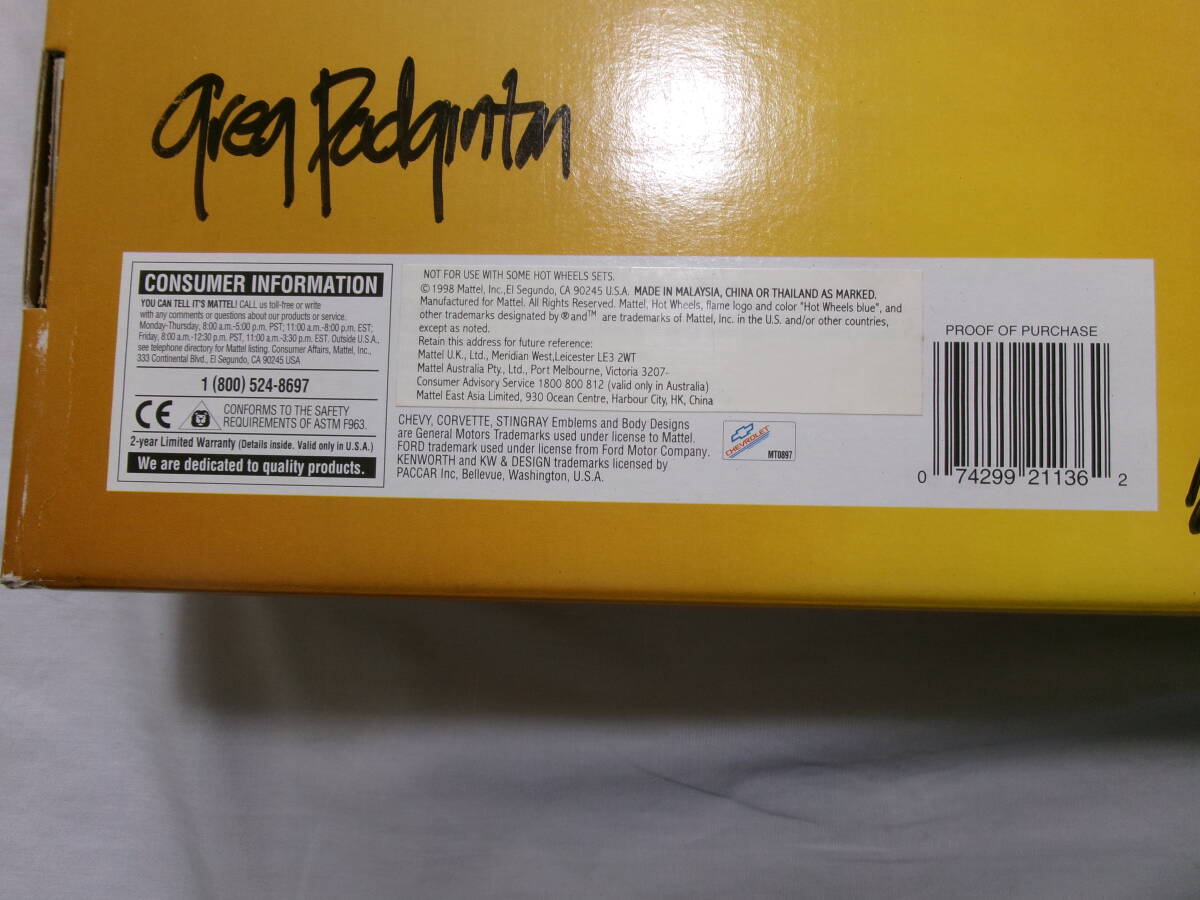 Greg Padginton
CONSUMER INFORMATION
YOU CAN TELL IT'S MATTEL! CALL us toll-free or write
with any comments or questions about our products or service.
Monday-Thursday, 8:00 a.m.-5:00 p.m. PST; 11:00 a.m.-8:00 p.m. EST;
Friday, 8:00 a.m.-12:30 p.m. PST, 11:00 a.m.-3:30 p.m. EST. Outside U.S.A.,
see telephone directory for Mattel listing. Consumer Affairs, Mattel, Inc.,
333 Continental Blvd., El Segundo, CA 90245 USA
1 (800) 524-8697
CE
CONFORMS TO THE SAFETY
REQUIREMENTS OF ASTM F963.
2-year Limited Warranty (Details inside. Valid only in U.S.A.)
We are dedicated to quality products.
NOT FOR USE WITH SOME HOT WHEELS SETS.
© 1998 Mattel, Inc.,El Segundo, CA 90245 U.S.A. MADE IN MALAYSIA, CHINA OR THAILAND AS MARKED.
Manufactured for Mattel. All Rights Reserved. Mattel, Hot Wheels, flame logo and color "Hot Wheels blue", and
other trademarks designated by ® and™ are trademarks of Mattel, Inc. in the U.S. and/or other countries,
except as noted.
Retain this address for future reference:
Mattel U.K., Ltd., Meridian West,Leicester LE3 2WT
Mattel Australia Pty., Ltd., Port Melbourne, Victoria 3207-
Consumer Advisory Service 1800 800 812 (valid only in Australia)
Mattel East Asia Limited, 930 Ocean Centre, Harbour City, HK, China
CHEVY, CORVETTE, STINGRAY Emblems and Body Designs
are General Motors Trademarks used under license to Mattel.
FORD trademark used under license from Ford Motor Company.
KENWORTH and KW & DESIGN trademarks licensed by
PACCAR Inc, Bellevue, Washington, U.S.A.
CHEVROLET
MT0897
PROOF OF PURCHASE
0 74299 21136 2